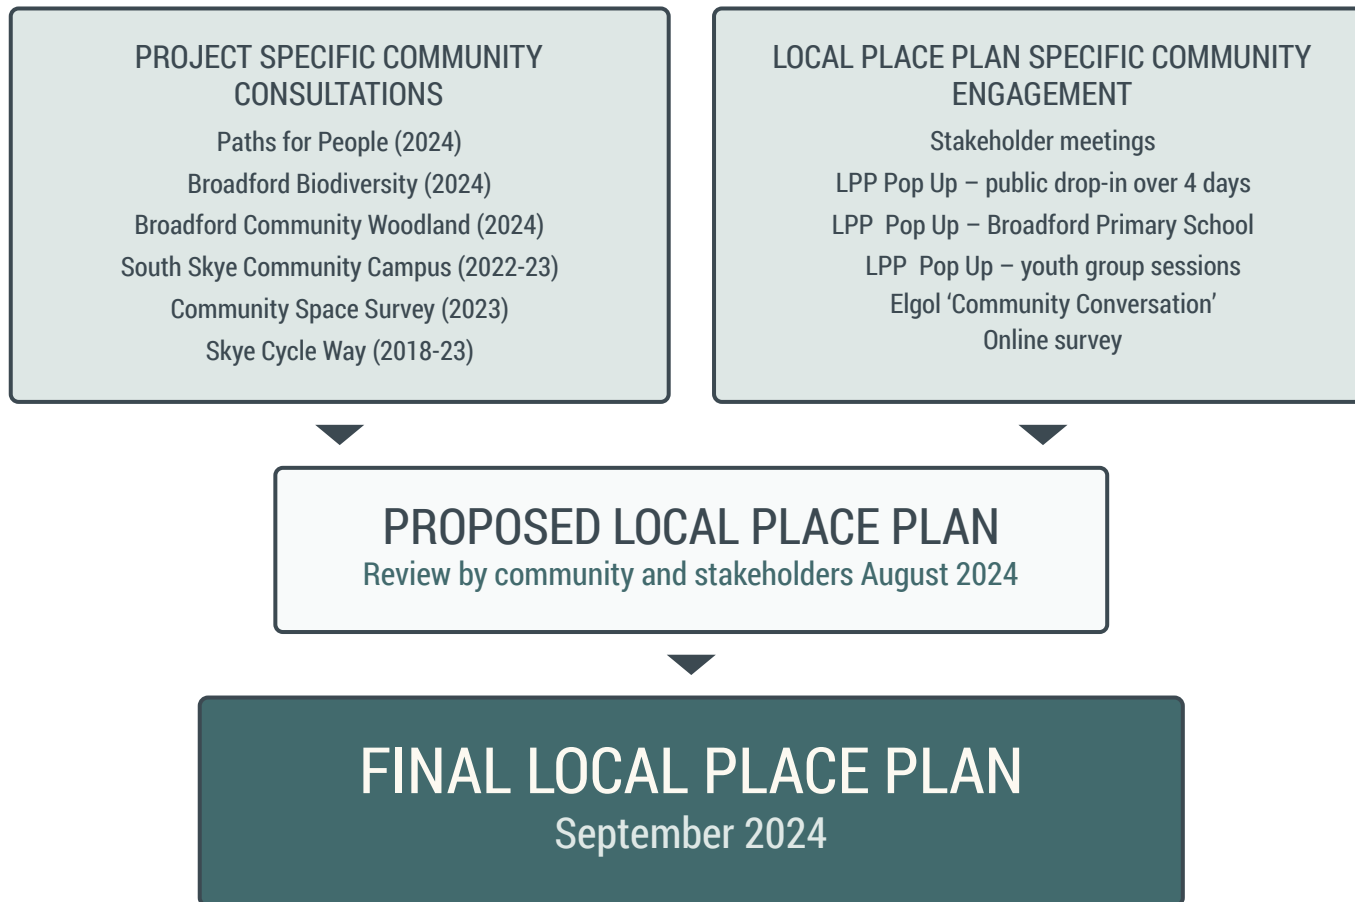 PROJECT SPECIFIC COMMUNITY
CONSULTATIONS
Paths for People (2024)
Broadford Biodiversity (2024)
Broadford Community Woodland (2024)
South Skye Community Campus (2022-23)
Community Space Survey (2023)
Skye Cycle Way (2018-23)
LOCAL PLACE PLAN SPECIFIC COMMUNITY
ENGAGEMENT
Stakeholder meetings
LPP Pop Up – public drop-in over 4 days
LPP Pop Up – Broadford Primary School
LPP Pop Up – youth group sessions
Elgol ‘Community Conversation’
Online survey
PROPOSED LOCAL PLACE PLAN
Review by community and stakeholders August 2024
FINAL LOCAL PLACE PLAN
September 2024